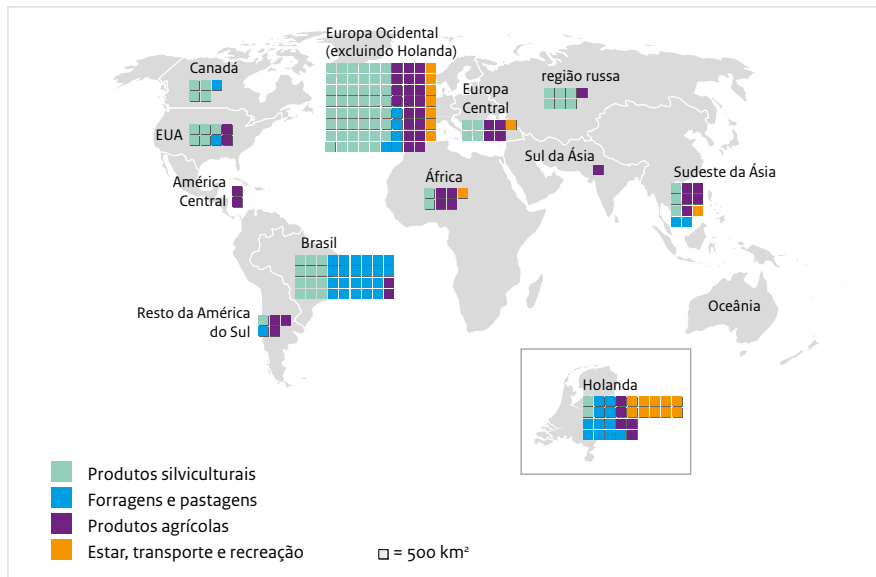 Europa Ocidental
(excluindo Holanda)
Canadá
região russa
Europa
Central
EUA
Sul da Ásia
Sudeste da Ásia
América
Central
África
Brasil
Resto da América
do Sul
Oceânia
Holanda
Produtos silviculturais
Forragens e pastagens
Produtos agrícolas
Estar, transporte e recreação
= 500 km²